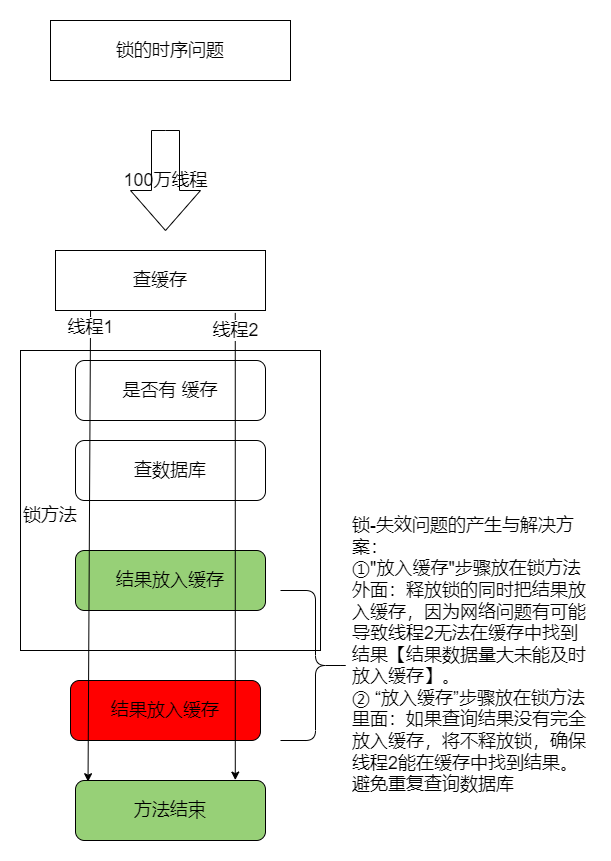 锁的时序问题
100万线程
查缓存
线程1
线程2
是否有 缓存
查数据库
锁方法
结果放入缓存
结果放入缓存
方法结束
锁-失效问题的产生与解决方
案：
①"放入缓存"步骤放在锁方法
外面：释放锁的同时把结果放
入缓存，因为网络问题有可能
导致线程2无法在缓存中找到
结果【结果数据量大未能及时
放入缓存】。
② “放入缓存”步骤放在锁方法
里面：如果查询结果没有完全
放入缓存，将不释放锁，确保
线程2能在缓存中找到结果。
避免重复查询数据库